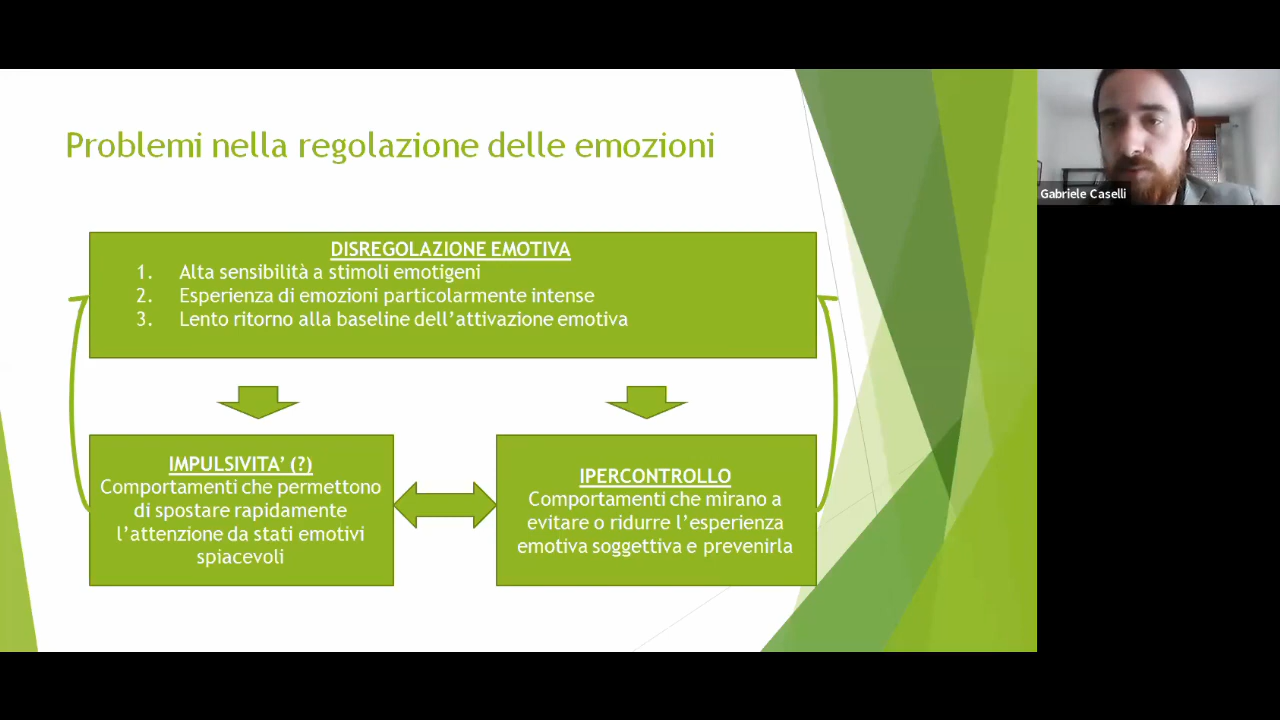 Problemi nella regolazione delle emozioni
DISREGOLAZIONE EMOTIVA
1. Alta sensibilità a stimoli emotigeni
2. Esperienza di emozioni particolarmente intense
3. Lento ritorno alla baseline dell'attivazione emotiva
IMPULSIVITA' (?)
Comportamenti che permettono
di spostare rapidamente
l'attenzione da stati emotivi
spiacevoli
IPERCONTROLLO
Comportamenti che mirano a
evitare o ridurre l'esperienza
emotiva soggettiva e prevenirla
Gabriele Caselli